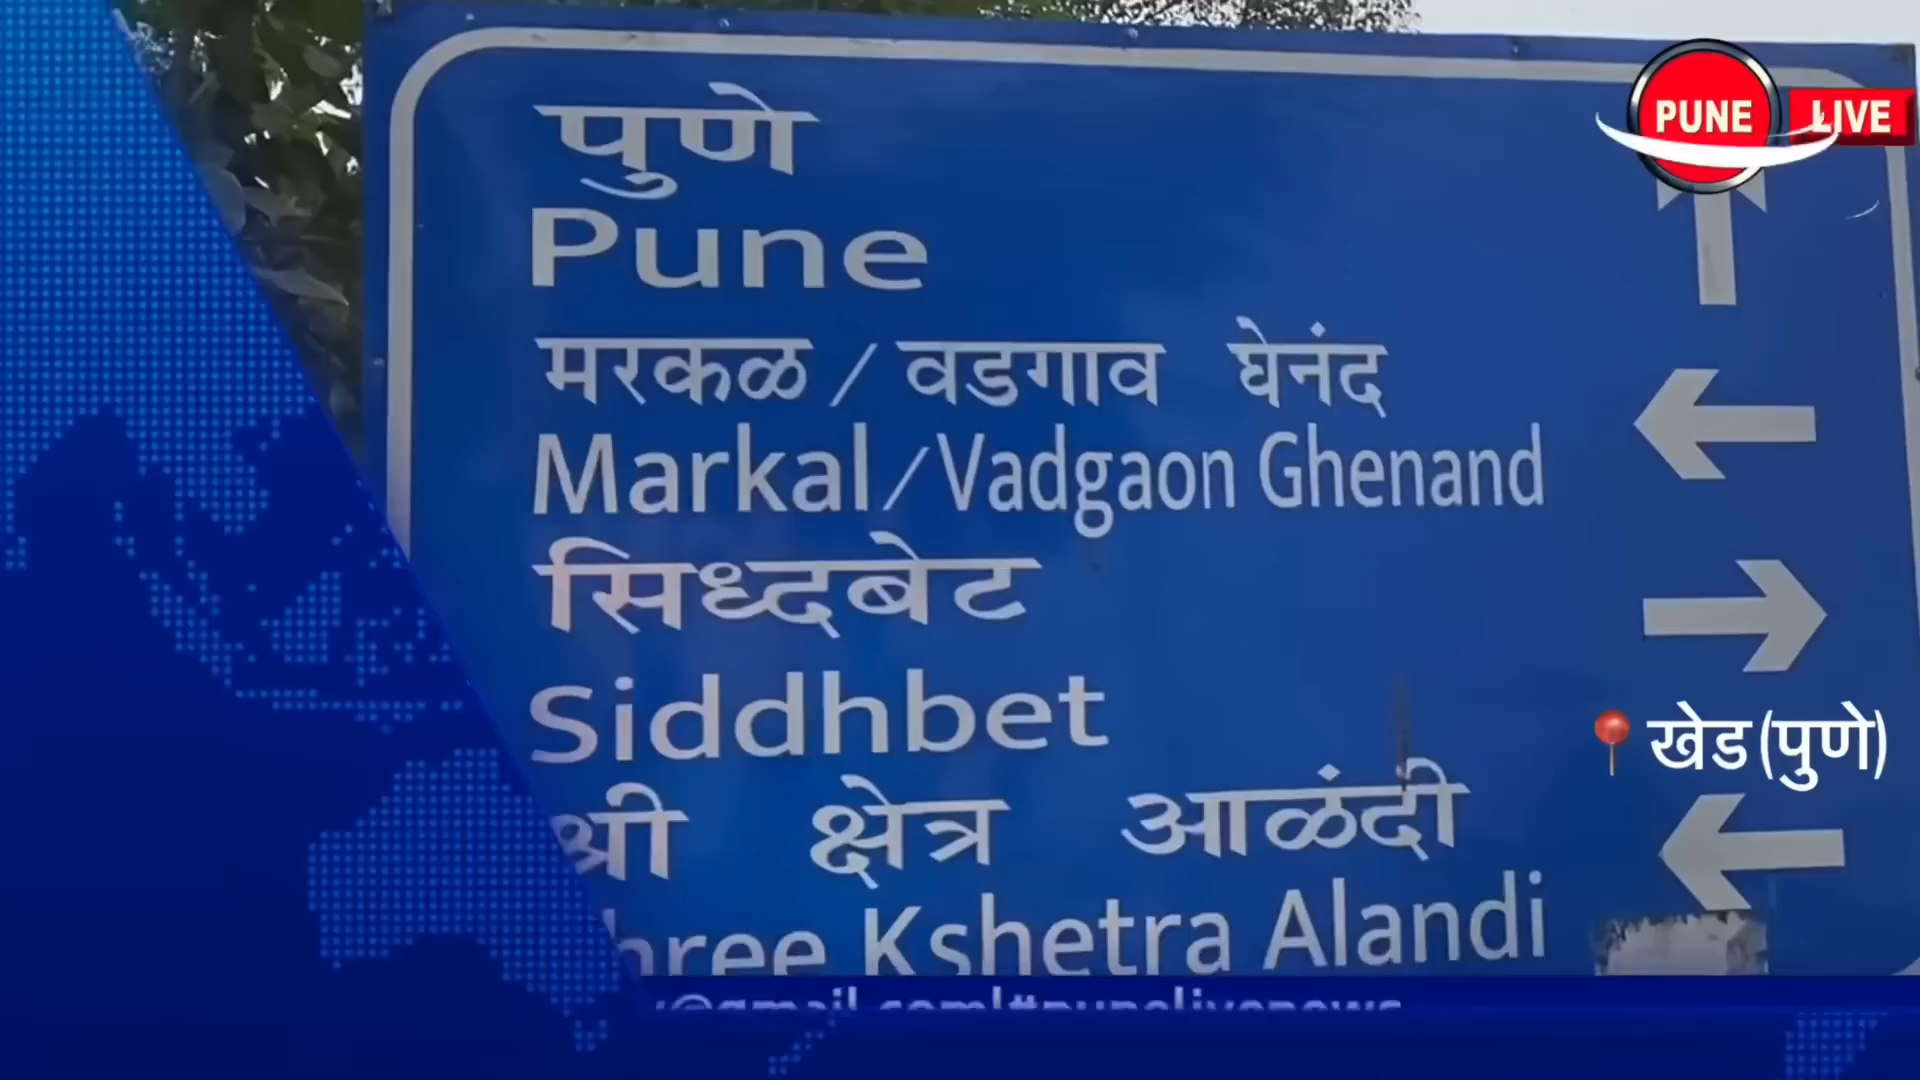 पुणे
Pune
मरकळ / वडगाव घेनंद
Markal / Vadgaon Ghenand
सिध्दबेट
Siddhbet
श्री क्षेत्र आळंदी
Kshetra Alandi
PUNE LIVE
📍 खेड (पुणे)